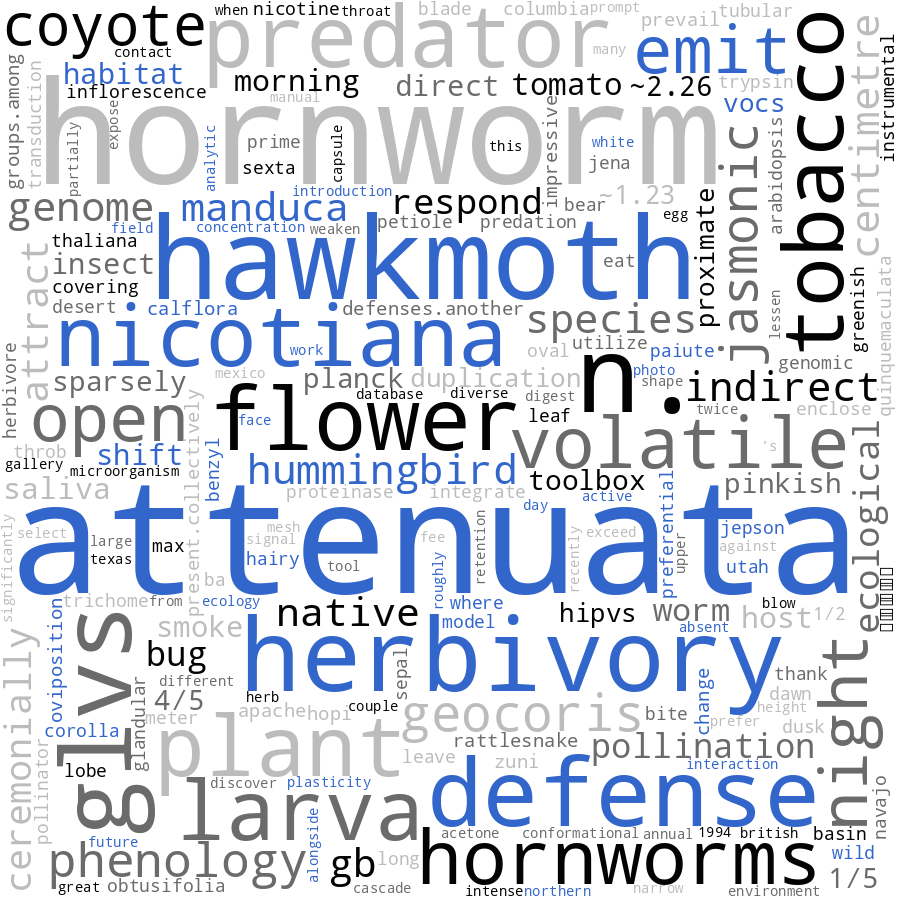 coyote
predator
when nicotine throat
blade columbia prompt
tubular
prevail
many
emit
tobacco
centimetre
instrumental
contact
habitat
inflorescence
morning
manual
direct
tomato ~2.26
trypsin
vocs
groups.among
transduction
hornworm
partially
expose
analytic
prime
sexta
capsule
this
impressive
white
jena
jasmonic
arabidopsis
introduction
~1.23
genome
manduca
respond
bear
egg
field
concentration weaken
petiole predation
proximate
thaliana
insect
covering
attract
hawkmoth
eat
desert
calflora
defenses.another
species
lessen
greenish
quinquemaculata
nicotiana
work
utilize
oval
paiute
genomic
herbivore
mexico
sparsely
planck duplication
n.
photo
shape
indirect
database diverse digest
leaf
twice
enclose
open
face
flower
volatile
's
throb
shift
gallery microorganism
benzyl
present.collectively
hummingbird
toolbox
pinkish
saliva
proteinase integrate
day
active
preferential
ecological
attenuata
significantly
select
large
texas
max
mesh
signal
hairy
tool
fee
roughly
retention
recently
exceed
upper
jepson
against
utah
trichome from
ba
ecology
native
where
model
hipvs
worm
absent
blow
host 1/2
oviposition
glvs
smoke
bug
herbivory
ceremonially
different
4/5
herb
sepal
change
thank
dawn
height
prefer
dusk
night
corolla
meter
glandular
apache hopi
couple
geocoris
bite
rattlesnake
pollination
pollinator
lobe
plant
leave
zuni
interaction
discover plasticity
defense
navajo
larva
future
alongside
acetone conformational annual 1994 british basin
wild
phenology
gb
long
hornworms
1/5
great obtusifolia
cascade
intense northern
narrow
environment